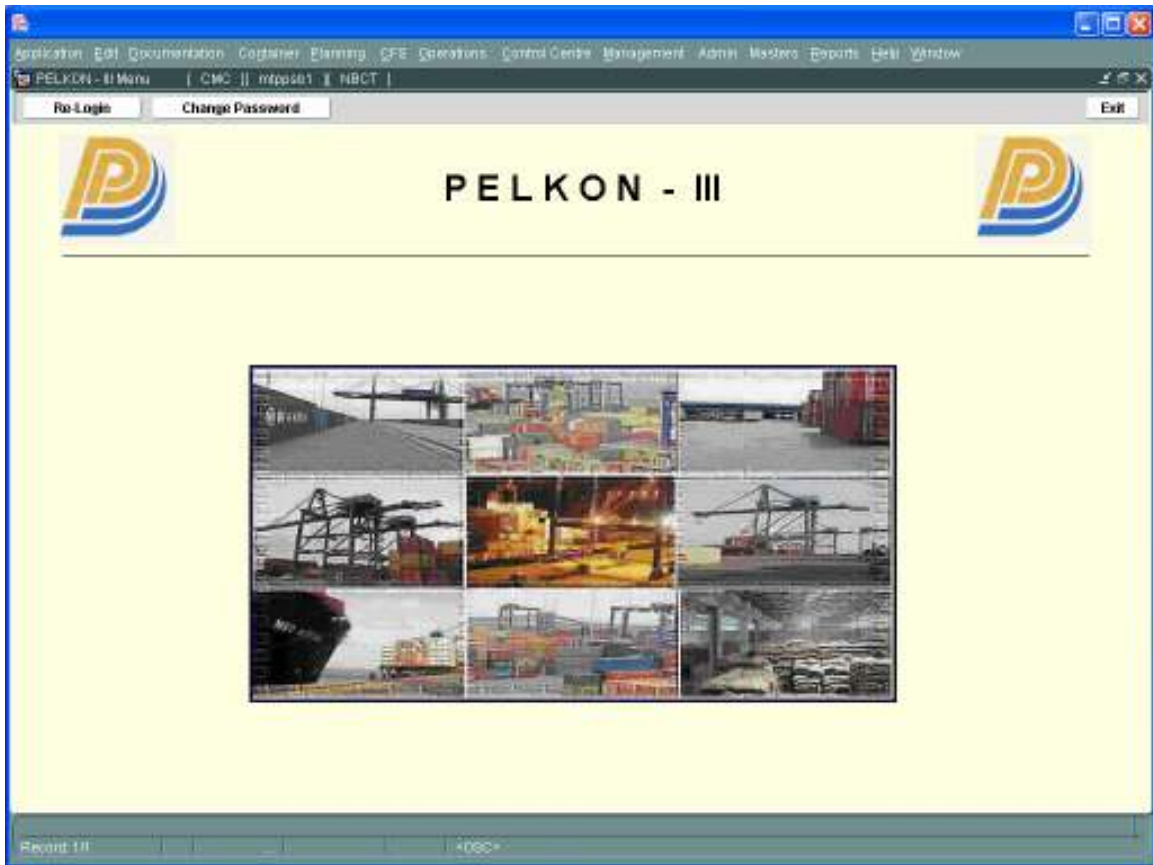 Application Edit Documentation Container Planning CFS Operations Control Centre Management Admin Masters Reports Help Window
PELKON - III Menu [ CMC ][ mtpps01 ][ NBCT ]
Re-Login Change Password Exit
P E L K O N - III
Record: 1/1 <OSC>